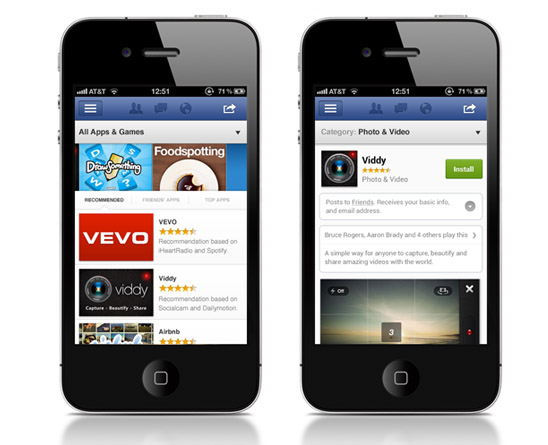 AT&T 12:51 71%
All Apps & Games
Draw Something
Foodspotting
RECOMMENDED FRIENDS' APPS TOP APPS
VEVO
VEVO
Recommendation based on
iHeartRadio and Spotify.
viddy
Capture - Beautify - Share
Viddy
Recommendation based on
Socialcam and Dailymotion.
Airbnb
AT&T 12:51 71%
Category: Photo & Video
Viddy
Photo & Video
Install
Posts to Friends. Receives your basic info,
and email address.
Bruce Rogers, Aaron Brady and 4 others play this
A simple way for anyone to capture, beautify and
share amazing videos with the world.
Off
3